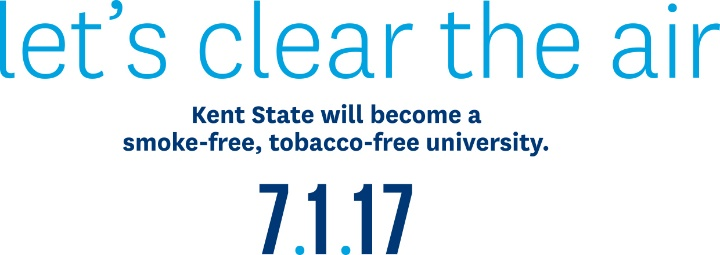 let's clear the air
Kent State will become a
smoke-free, tobacco-free university.
7.1.17